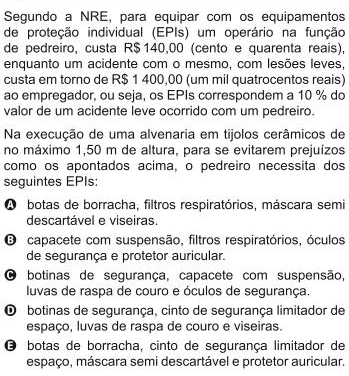 Segundo a NRE, para equipar com os equipamentos
de proteção individual (EPIs) um operário na função
de pedreiro, custa R$140,00 (cento e quarenta reais),
enquanto um acidente com o mesmo, com lesões leves,
custa em torno de R$ 1 400,00 (um mil quatrocentos reais)
ao empregador, ou seja, os EPIs correspondem a 10 % do
valor de um acidente leve ocorrido com um pedreiro.
Na execução de uma alvenaria em tijolos cerâmicos de
no máximo 1,50 m de altura, para se evitarem prejuízos
como os apontados acima, o pedreiro necessita dos
seguintes EPIs:
A botas de borracha, filtros respiratórios, máscara semi
descartável e viseiras.
B capacete com suspensão, filtros respiratórios, óculos
de segurança e protetor auricular.
C botinas de segurança, capacete com suspensão,
luvas de raspa de couro e óculos de segurança.
D botinas de segurança, cinto de segurança limitador de
espaço, luvas de raspa de couro e viseiras.
E botas de borracha, cinto de segurança limitador de
espaço, máscara semi descartável e protetor auricular.